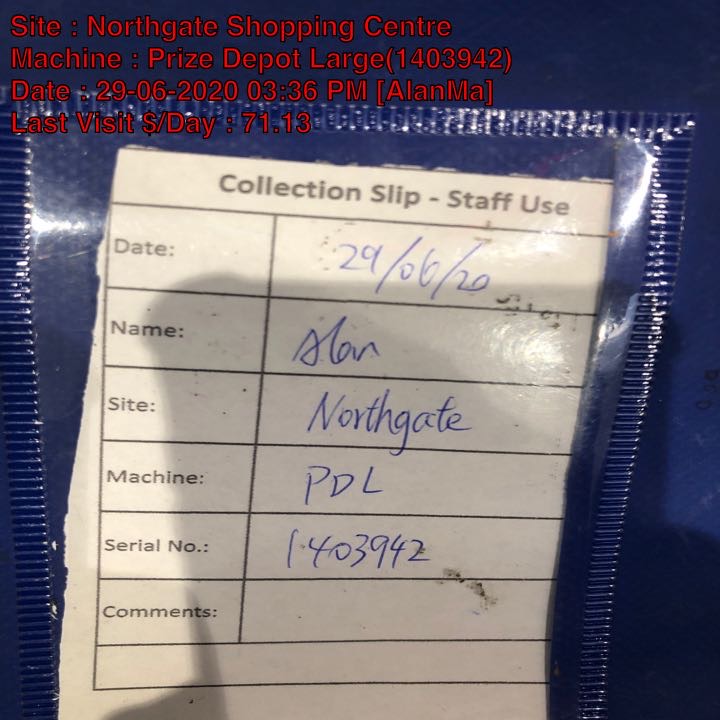 Site : Northgate Shopping Centre
Machine : Prize Depot Large(1403942)
Date : 29-06-2020 03:36 PM [AlanMa]
Last Visit $/Day : 71.13
Collection Slip - Staff Use
Date: 29/06/20
Name: Alan
Site: Northgate
Machine: PDL
Serial No.: 1403942
Comments: